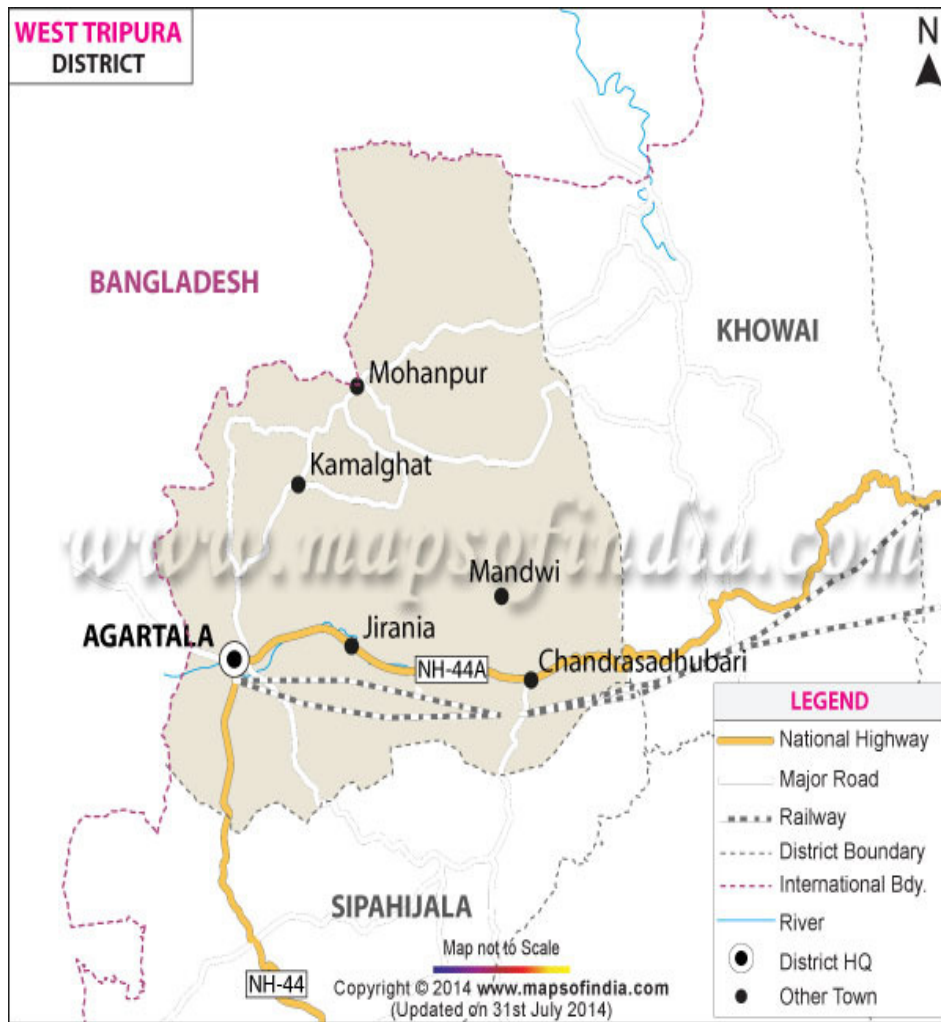 WEST TRIPURA
DISTRICT
N
BANGLADESH
KHOWAI
Mohanpur
Kamalghat
www.mapsofindia.com
Mandwi
AGARTALA
Jirania
NH-44A
Chandrasadhubari
LEGEND
National Highway
Major Road
Railway
District Boundary
International Bdy.
River
District HQ
Other Town
SIPAHIJALA
Map not to Scale
NH-44
Copyright © 2014 www.mapsofindia.com
(Updated on 31st July 2014)